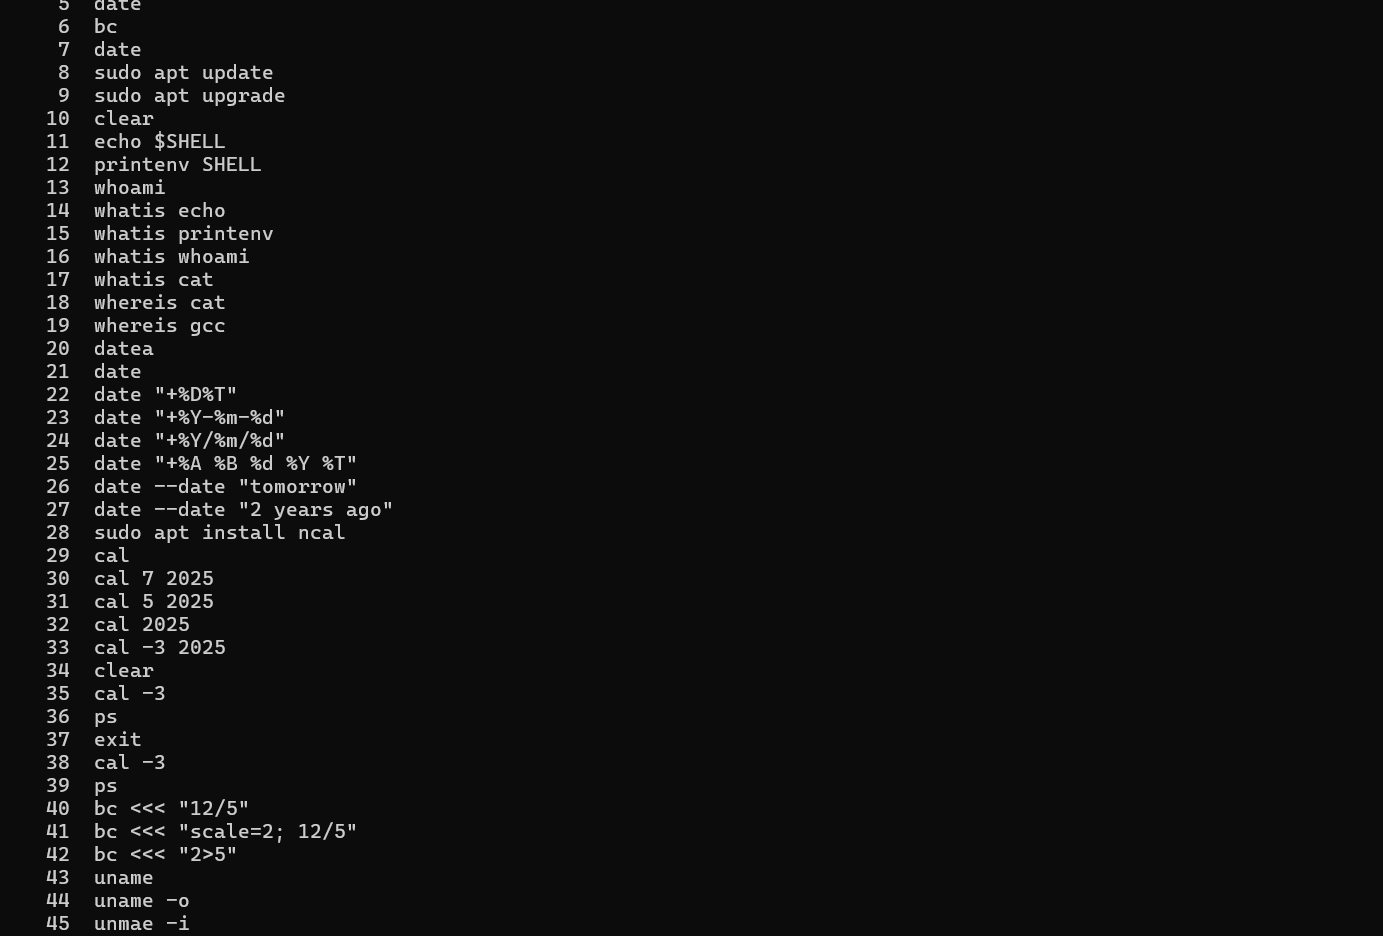 5 date
6 bc
7 date
8 sudo apt update
9 sudo apt upgrade
10 clear
11 echo $SHELL
12 printenv SHELL
13 whoami
14 whatis echo
15 whatis printenv
16 whatis whoami
17 whatis cat
18 whereis cat
19 whereis gcc
20 datea
21 date
22 date "+%D%T"
23 date "+%Y-%m-%d"
24 date "+%Y/%m/%d"
25 date "+%A %B %d %Y %T"
26 date --date "tomorrow"
27 date --date "2 years ago"
28 sudo apt install ncal
29 cal
30 cal 7 2025
31 cal 5 2025
32 cal 2025
33 cal -3 2025
34 clear
35 cal -3
36 ps
37 exit
38 cal -3
39 ps
40 bc <<< "12/5"
41 bc <<< "scale=2; 12/5"
42 bc <<< "2>5"
43 uname
44 uname -o
45 unmae -i